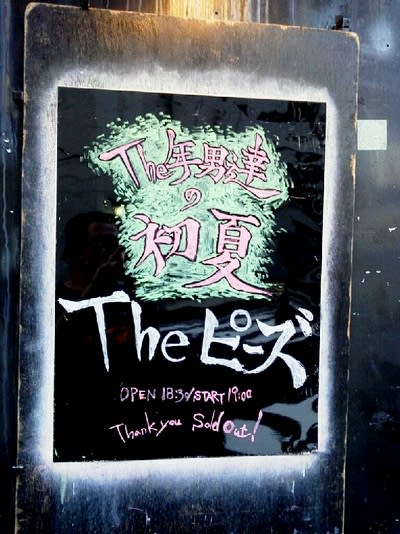 The年男達
の
初夏
Theピーズ
OPEN 18:30/START 19:00
Thank you Sold Out!